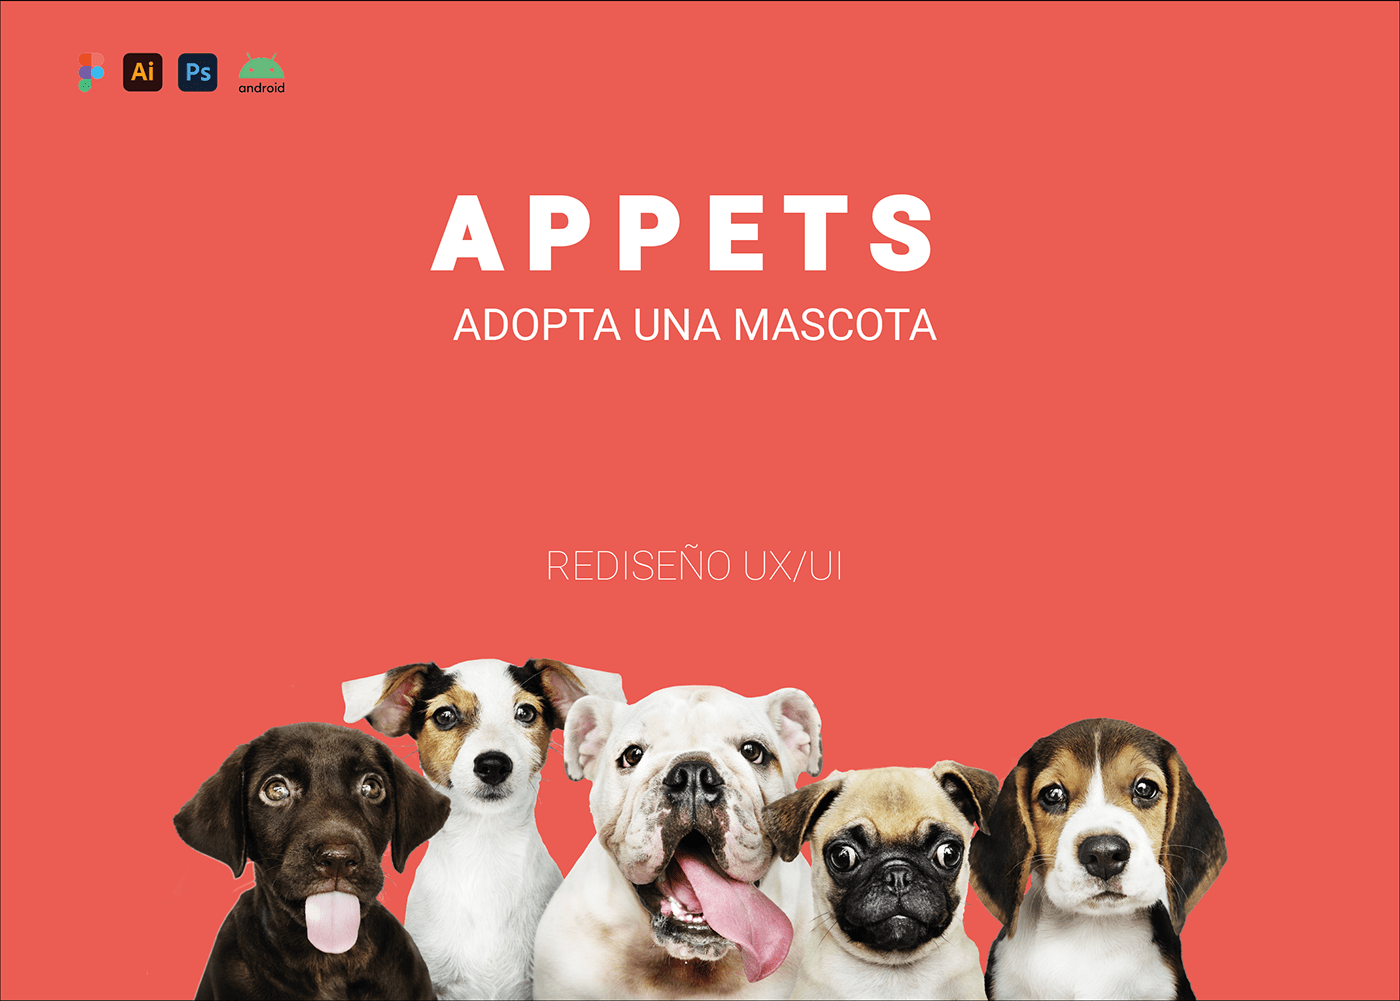 Ai Ps
android
APPETS
ADOPTA UNA MASCOTA
REDISEÑO UX/UI